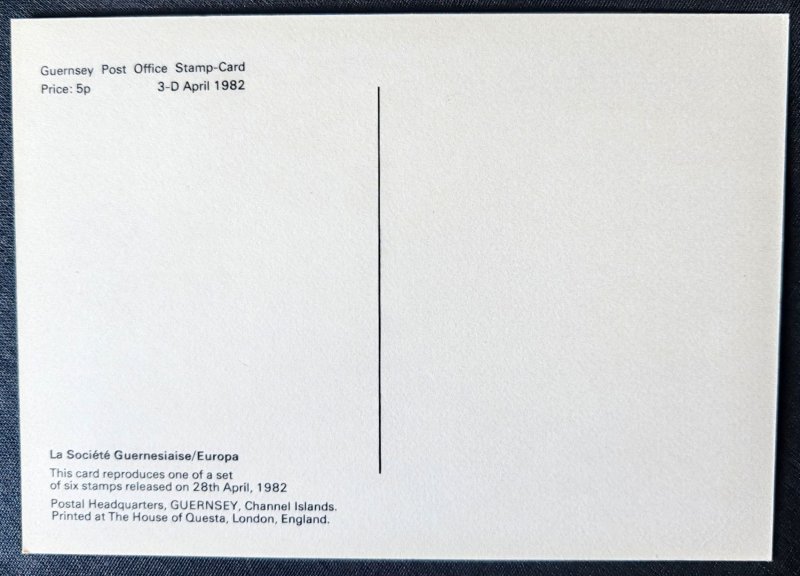 Guernsey Post Office Stamp-Card
Price: 5p 3-D April 1982
La Société Guernesiaise/Europa
This card reproduces one of a set
of six stamps released on 28th April, 1982
Postal Headquarters, GUERNSEY, Channel Islands.
Printed at The House of Questa, London, England.